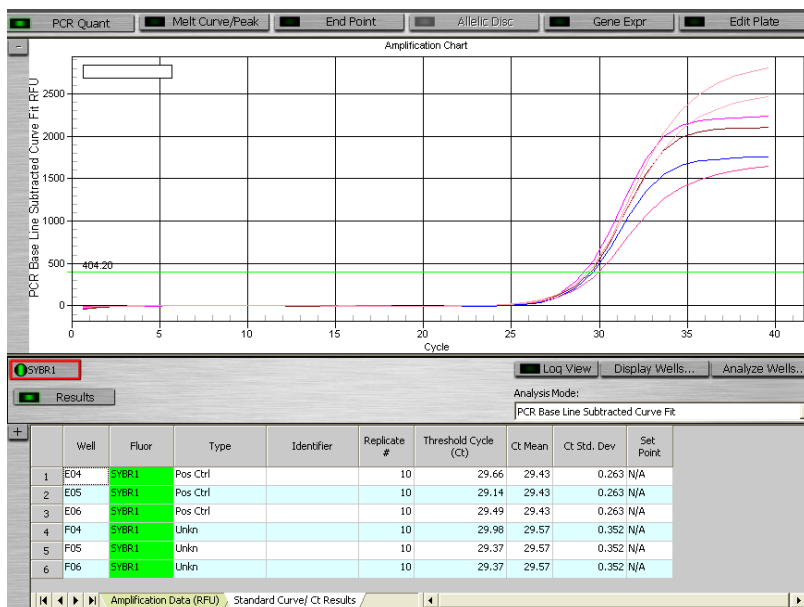 PCR Quant Melt Curve/Peak End Point Allelic Disc Gene Expr Edit Plate
-
Amplification Chart
PCR Base Line Subtracted Curve Fit RFU
2500
2000
1500
1000
500
0
404.20
0 5 10 15 20 25 30 35 40
Cycle
SYBR1
Log View Display Wells... Analyze Wells..
Results
Analysis Mode:
PCR Base Line Subtracted Curve Fit
+
Well Fluor Type Identifier Replicate # Threshold Cycle (Ct) Ct Mean Ct Std. Dev Set Point
1 E04 SYBR1 Pos Ctrl 10 29.66 29.43 0.263 N/A
2 E05 SYBR1 Pos Ctrl 10 29.14 29.43 0.263 N/A
3 E06 SYBR1 Pos Ctrl 10 29.49 29.43 0.263 N/A
4 F04 SYBR1 Unkn 10 29.98 29.57 0.352 N/A
5 F05 SYBR1 Unkn 10 29.37 29.57 0.352 N/A
6 F06 SYBR1 Unkn 10 29.37 29.57 0.352 N/A
Amplification Data (RFU) Standard Curve/ Ct Results